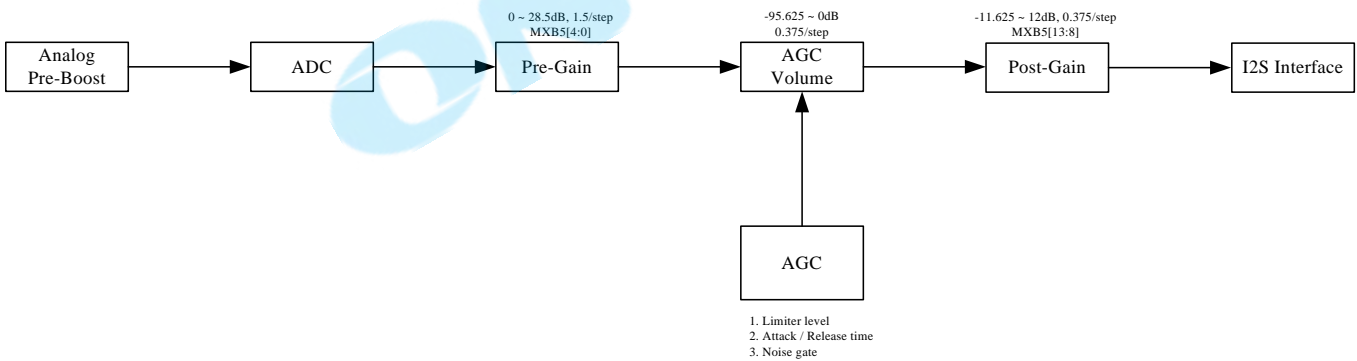 0 ~ 28.5dB, 1.5/step
MXB5[4:0]
-95.625 ~ 0dB
0.375/step
-11.625 ~ 12dB, 0.375/step
MXB5[13:8]
Analog
Pre-Boost
ADC
Pre-Gain
AGC
Volume
Post-Gain
I2S Interface
AGC
1. Limiter level
2. Attack / Release time
3. Noise gate